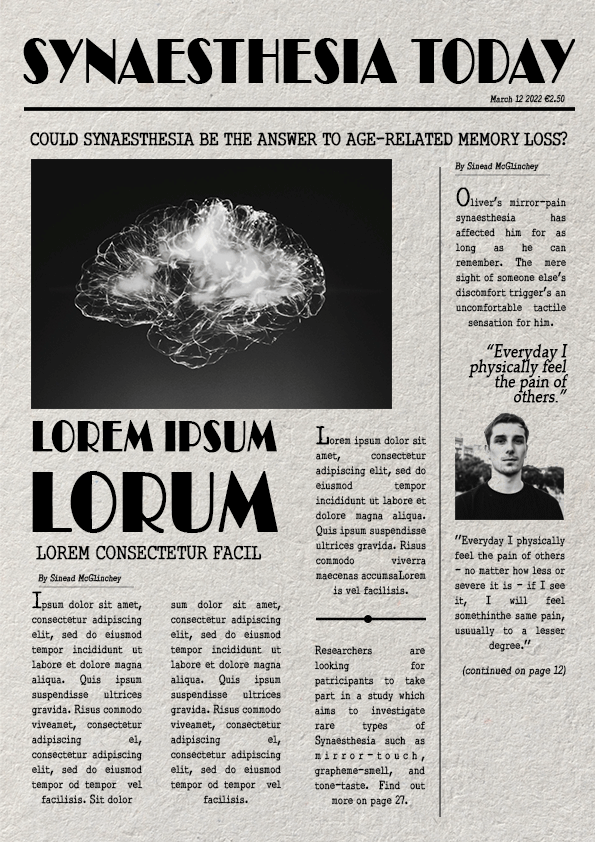 SYNAESTHESIA TODAY
March 12 2022 €2.50
COULD SYNAESTHESIA BE THE ANSWER TO AGE-RELATED MEMORY LOSS?
LOREM IPSUM
LORUM
LOREM CONSECTETUR FACIL
By Sinead McGlinchey
Ipsum dolor sit amet,
consectetur adipiscing
elit, sed do eiusmod
tempor incididunt ut
labore et dolore magna
aliqua. Quis ipsum
suspendisse ultrices
gravida. Risus commodo
viveamet, consectetur
adipiscing el,
consectetur adipiscing
elit, sed do eiusmod
tempor od tempor vel
facilisis. Sit dolor
sum dolor sit amet,
consectetur adipiscing
elit, sed do eiusmod
tempor incididunt ut
labore et dolore magna
aliqua. Quis ipsum
suspendisse ultrices
gravida. Risus commodo
viveamet, consectetur
adipiscing el,
consectetur adipiscing
elit, sed do eiusmod
tempor od tempor vel
facilisis.
Lorem ipsum dolor sit
amet, consectetur
adipiscing elit, sed do
eiusmod tempor
incididunt ut labore et
dolore magna aliqua.
Quis ipsum suspendisse
ultrices gravida. Risus
commodo viverra
maecenas accumsaLorem
is vel facilisis.
Researchers are
looking for
patricipants to take
part in a study which
aims to investigate
rare types of
Synaesthesia such as
mirror-touch,
grapheme-smell, and
tone-taste. Find out
more on page 27.
By Sinead McGlinchey
Oliver's mirror-pain
synaesthesia has
affected him for as
long as he can
remember. The mere
sight of someone else's
discomfort trigger's an
uncomfortable tactile
sensation for him.
"Everyday I
physically feel
the pain of
others."
"Everyday I physically
feel the pain of others
- no matter how less or
severe it is - if I see
it, I will feel
somethinthe same pain,
usuually to a lesser
degree."
(continued on page 12)